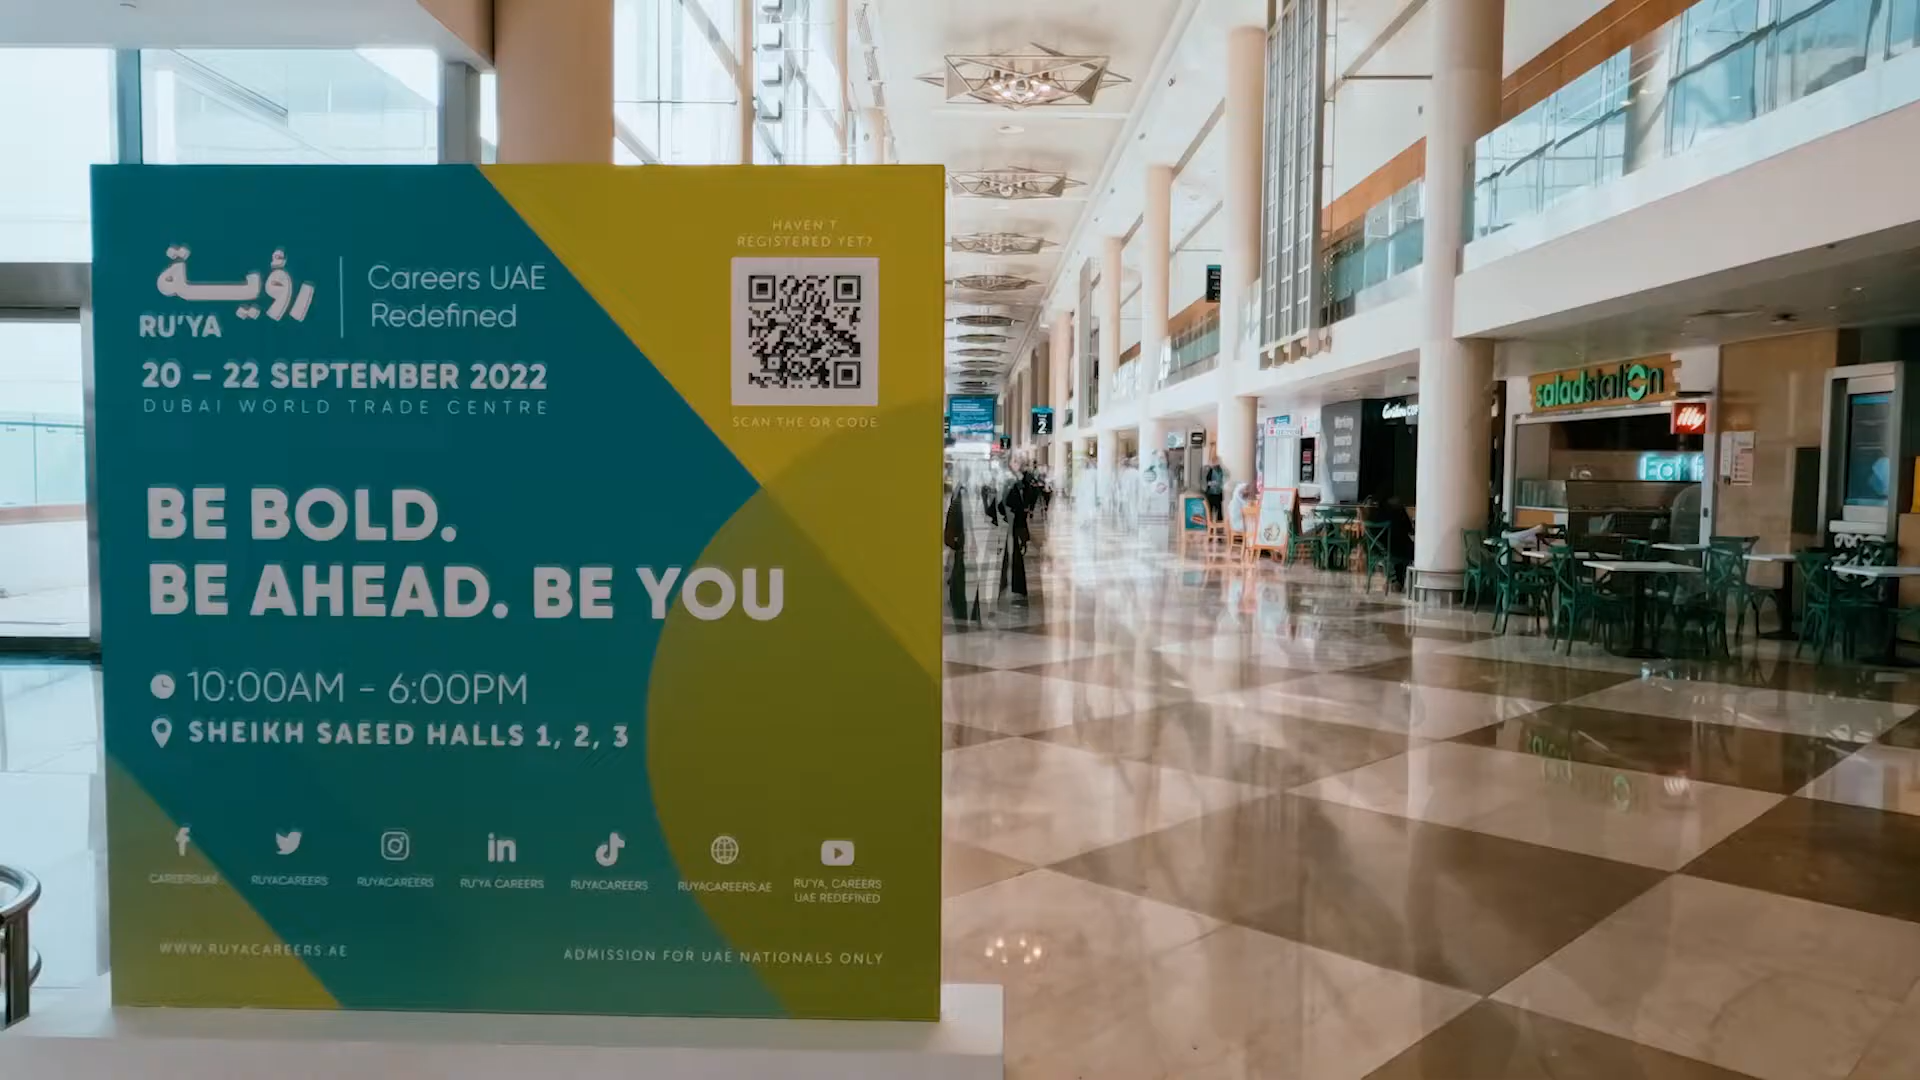 رؤية
RU'YA
Careers UAE
Redefined
20 – 22 SEPTEMBER 2022
DUBAI WORLD TRADE CENTRE
HAVEN'T
REGISTERED YET?
SCAN THE QR CODE
BE BOLD.
BE AHEAD. BE YOU
10:00AM – 6:00PM
SHEIKH SAEED HALLS 1, 2, 3
CAREERSUAE
RUYACAREERS
RUYACAREERS
RU'YA CAREERS
RUYACAREERS
RUYACAREERS.AE
RU'YA, CAREERS
UAE REDEFINED
WWW.RUYACAREERS.AE
ADMISSION FOR UAE NATIONALS ONLY
2
saladstation
illy